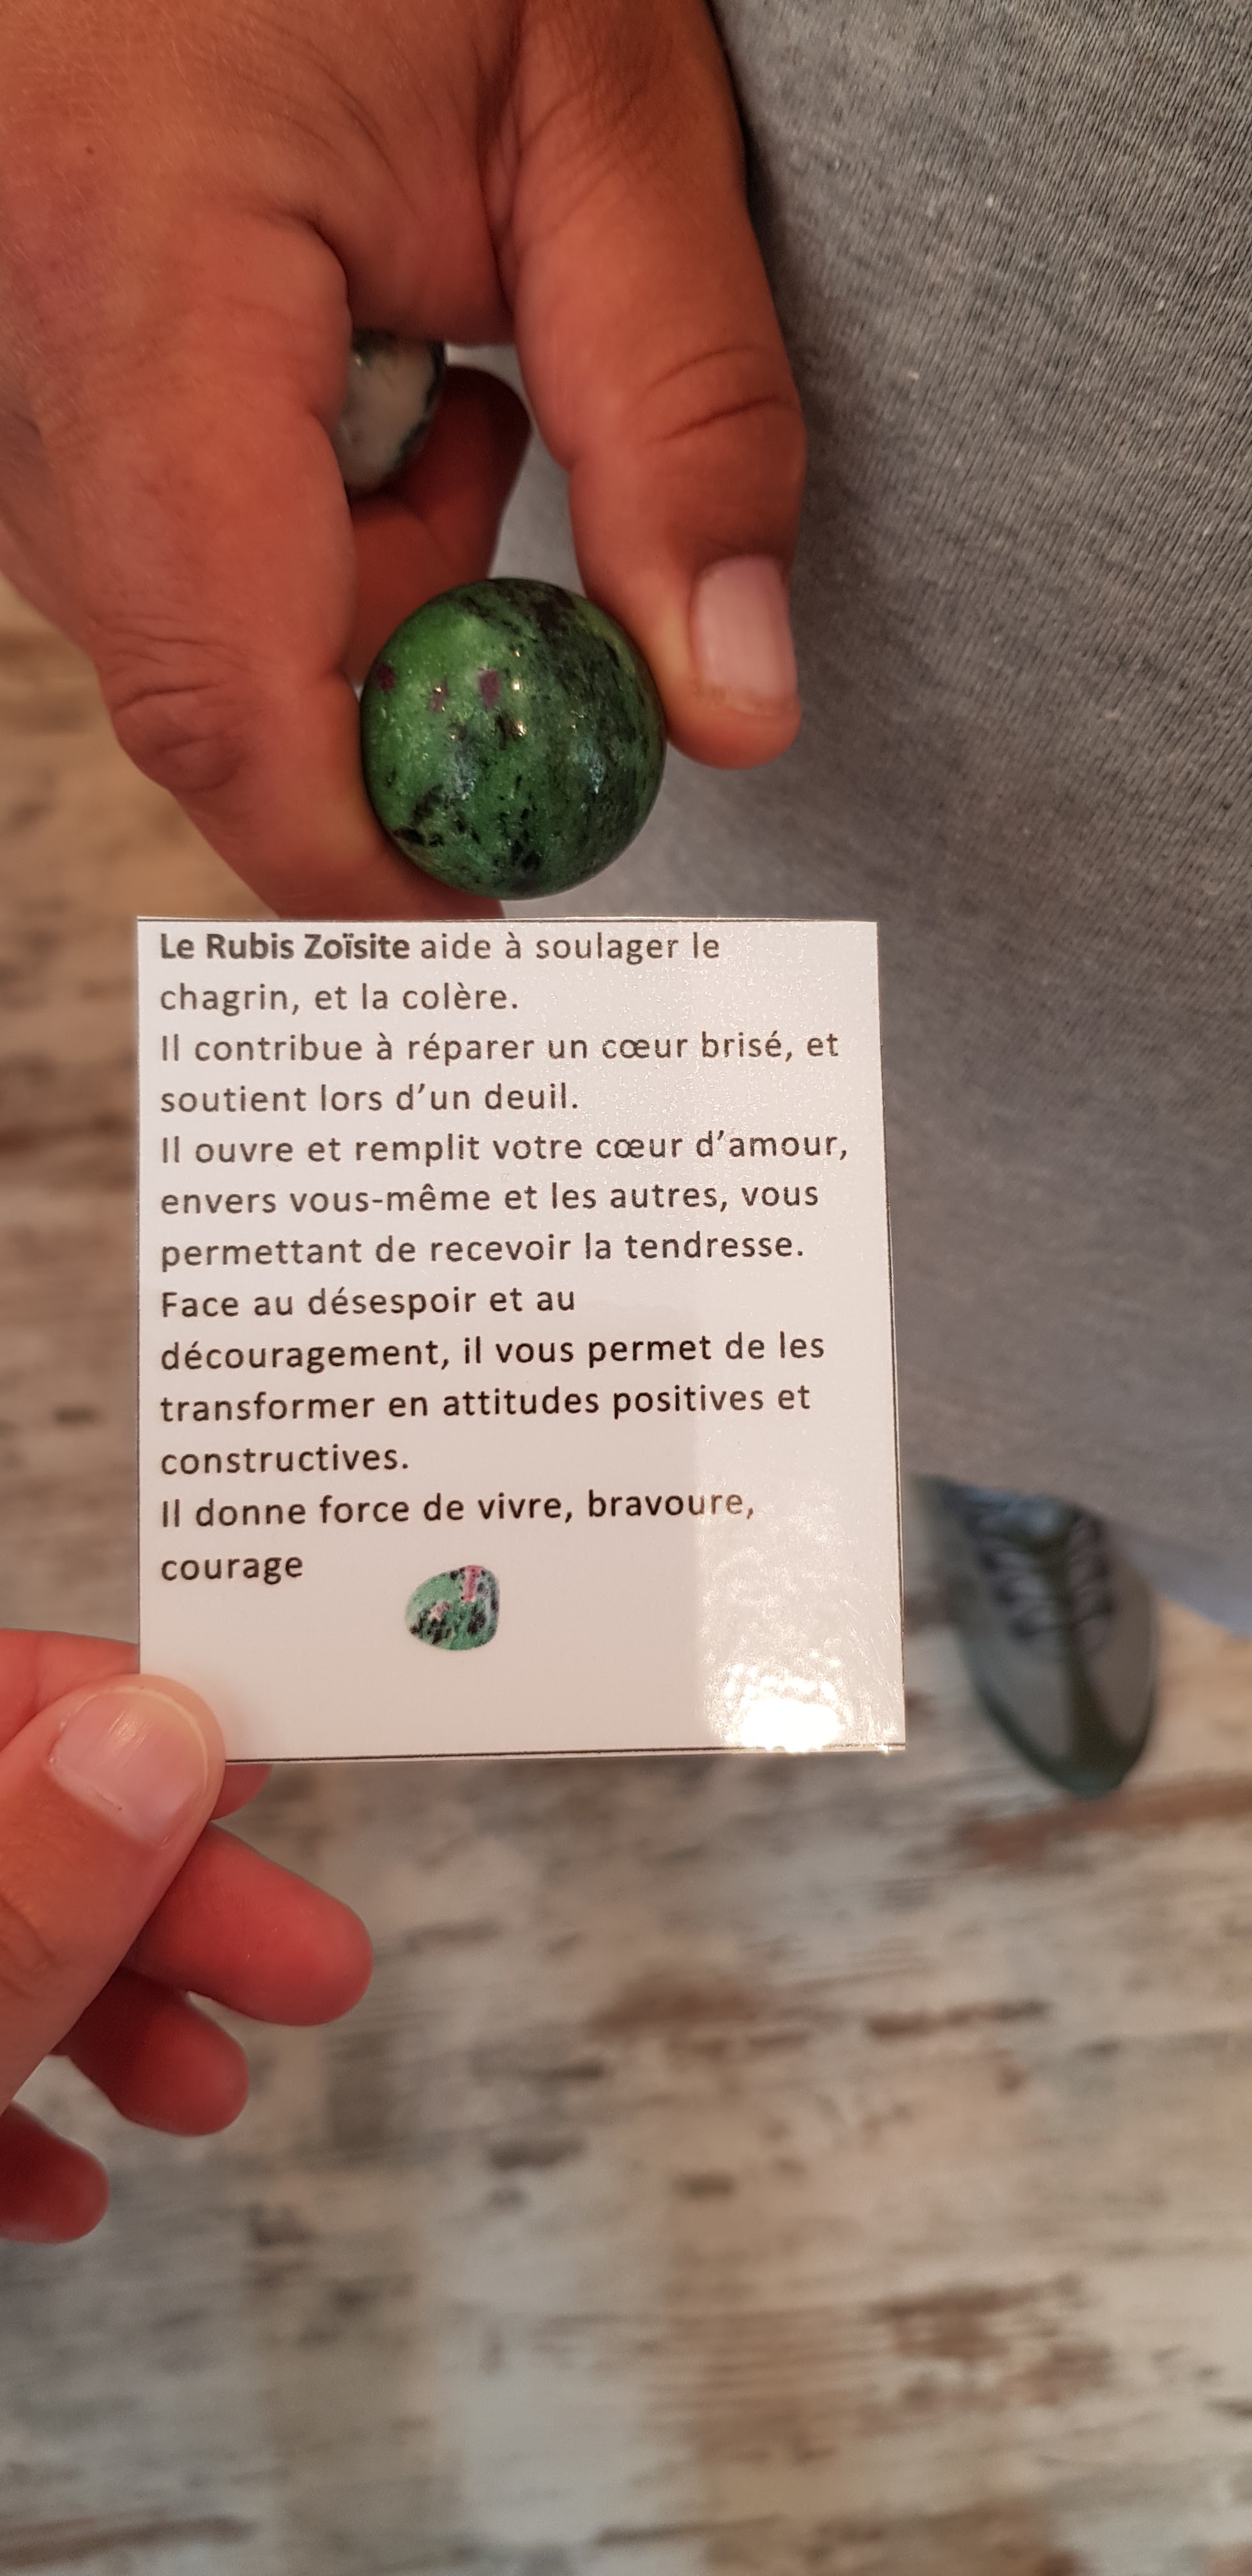 Le Rubis Zoïsite aide à soulager le
chagrin, et la colère.
Il contribue à réparer un cœur brisé, et
soutient lors d’un deuil.
Il ouvre et remplit votre cœur d’amour,
envers vous-même et les autres, vous
permettant de recevoir la tendresse.
Face au désespoir et au
découragement, il vous permet de les
transformer en attitudes positives et
constructives.
Il donne force de vivre, bravoure,
courage